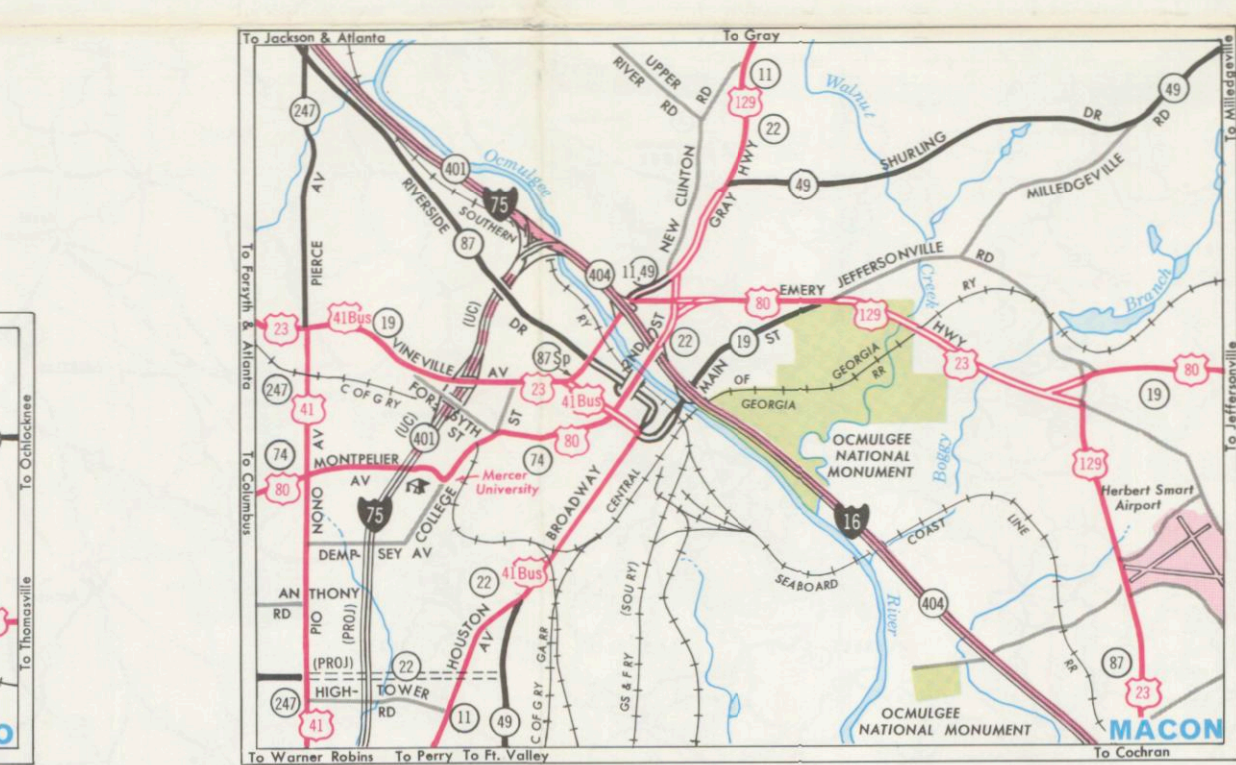 To Jackson & Atlanta
To Gray
To Milledgeville
To Jeffersonville
To Forsyth & Atlanta
To Columbus
To Ochlocknee
To Thomasville
O
247
AV
PIERCE
401
75
Ocmulgee
RIVERSIDE
87
SOUTHERN
DR
RY
UPPER
RIVER RD
RD
NEW CLINTON
11
129
22
GRAY HWY
Walnut
Creek
49
SHURLING
DR
49
MILLEDGEVILLE
RD
404
11,49
JEFFERSONVILLE
RD
EMERY
80
129
HWY
23
RY
Branch
Boggy
23
41Bus
19
VINEVILLE
AV
(UC)
87Sp
23
41Bus
22
19
MAIN
ST
OF
GEORGIA
GEORGIA
RR
80
19
247
41
C OF G RY
FORSYTH
ST
ST
(UC)
401
80
74
74
80
MONTPELIER
AV
Mercer
University
OCMULGEE
NATIONAL
MONUMENT
129
Herbert Smart
Airport
NONO
AV
75
COLLEGE
BROADWAY
CENTRAL
16
COAST
LINE
DEMP-
SEY
AV
SEABOARD
AN
THONY
RD
PIO
(PROJ)
22
41Bus
HOUSTON
AV
C OF G RY
GA RR
GS & F RY
(SOU RY)
River
404
RR
(PROJ)
22
HIGH-
TOWER
RD
247
41
11
49
87
23
OCMULGEE
NATIONAL MONUMENT
MACON
To Warner Robins
To Perry
To Ft. Valley
To Cochran